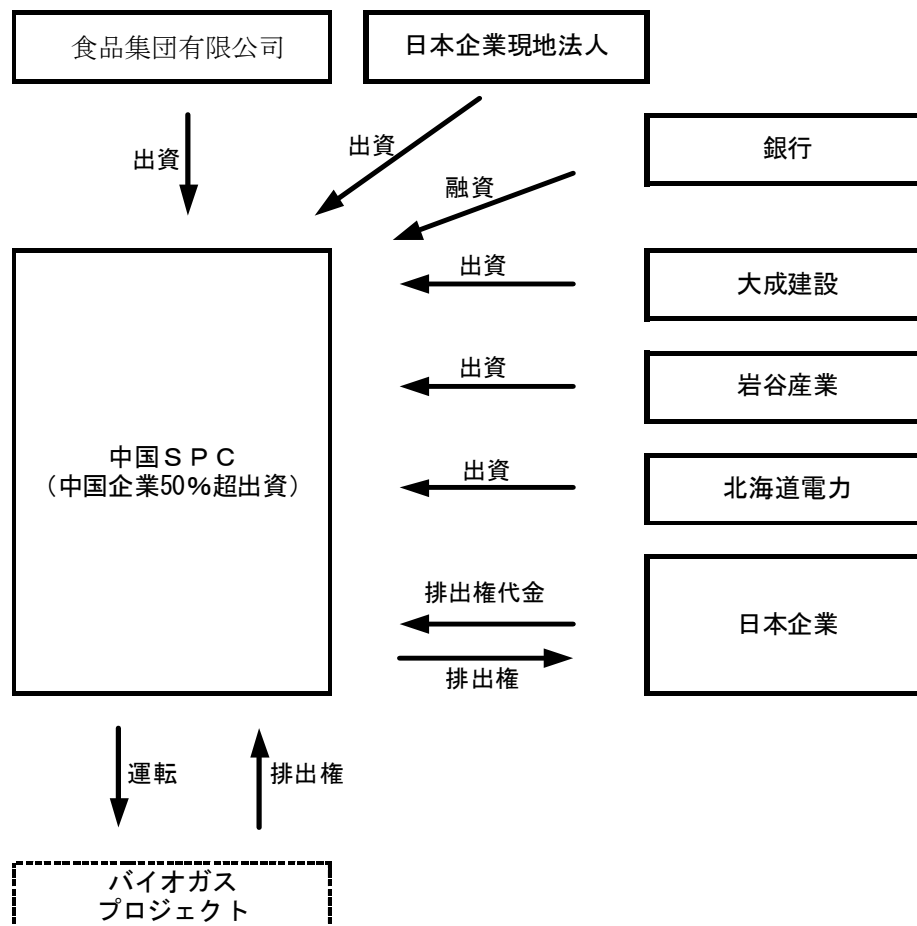 食品集団有限公司
日本企業現地法人
出資
出資
銀行
融資
出資
大成建設
出資
岩谷産業
中国ＳＰＣ
（中国企業50%超出資）
出資
北海道電力
排出権代金
日本企業
排出権
運転
排出権
バイオガス
プロジェクト